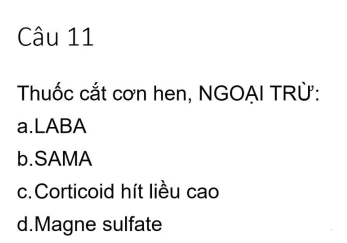 Câu 11
Thuốc cắt cơn hen, NGOẠI TRỪ:
a.LABA
b.SAMA
c.Corticoid hít liều cao
d.Magne sulfate